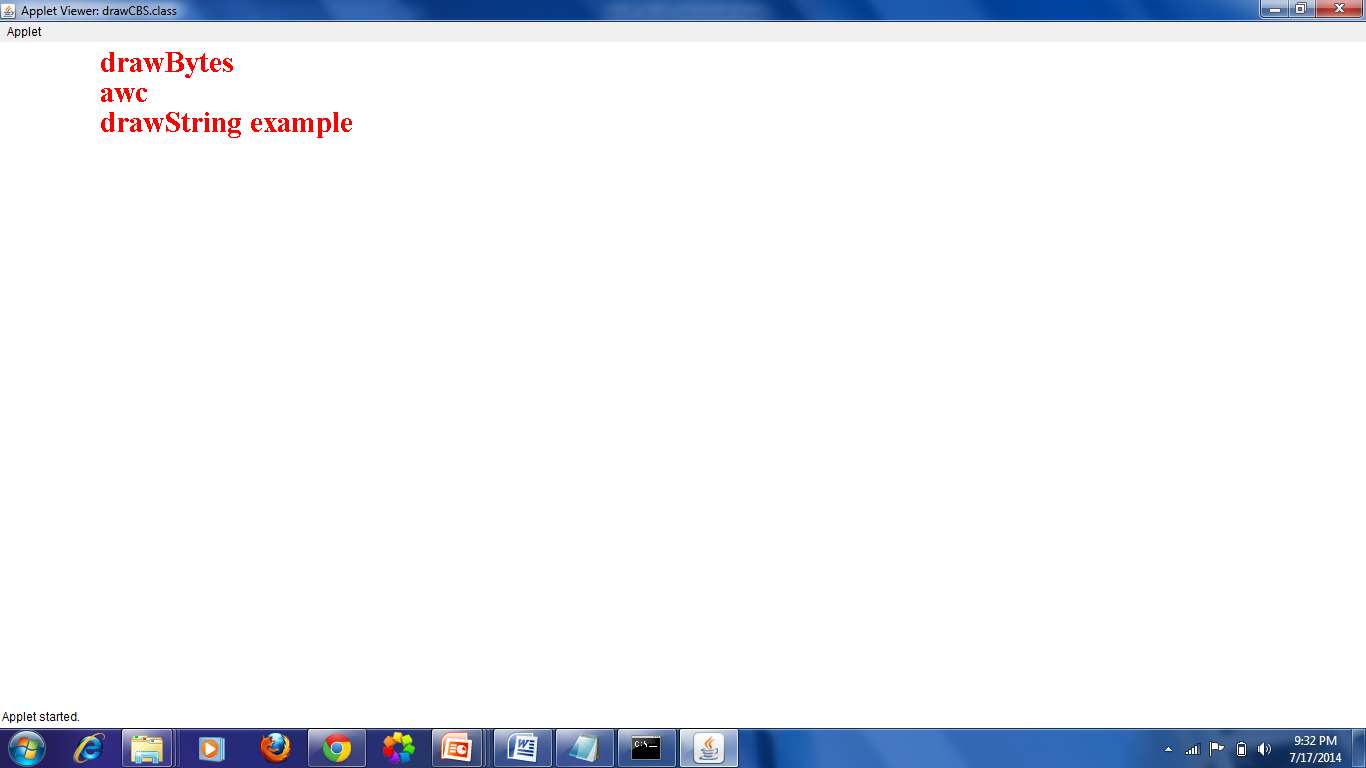 Applet Viewer: drawCBS.class
Applet
drawBytes
awc
drawString example
Applet started.
C:\_
9:32 PM
7/17/2014